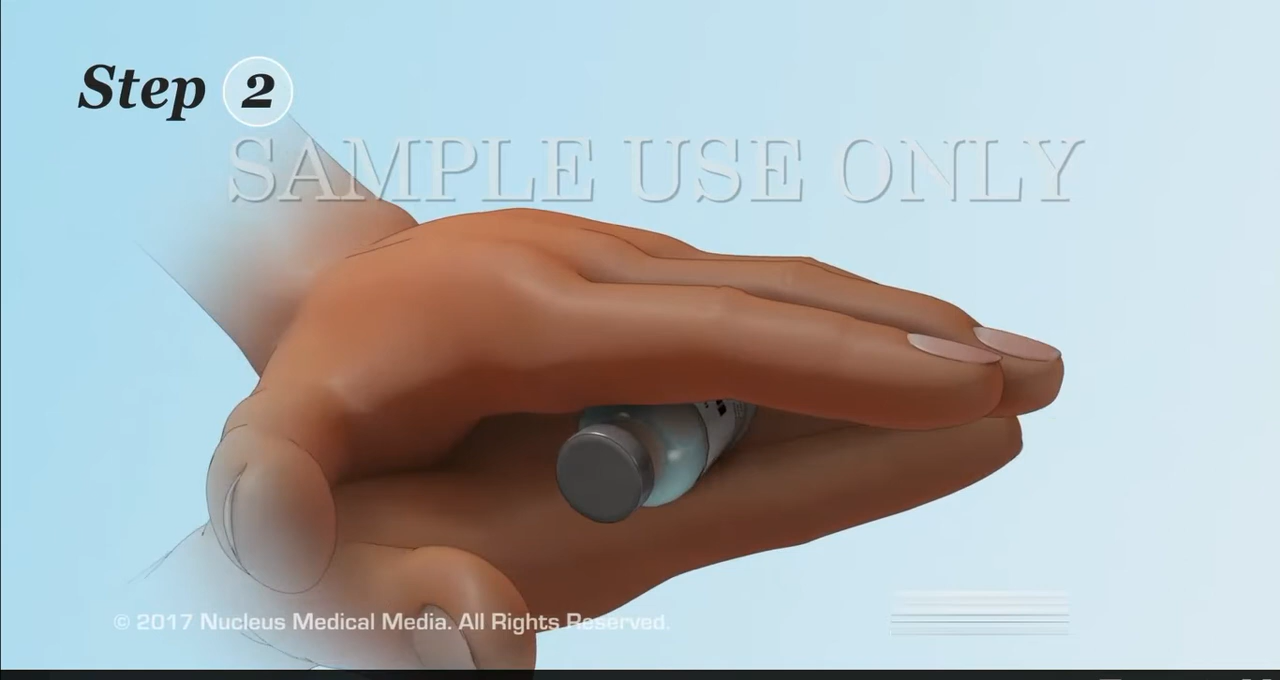 Step 2
SAMPLE USE ONLY
© 2017 Nucleus Medical Media. All Rights Reserved.